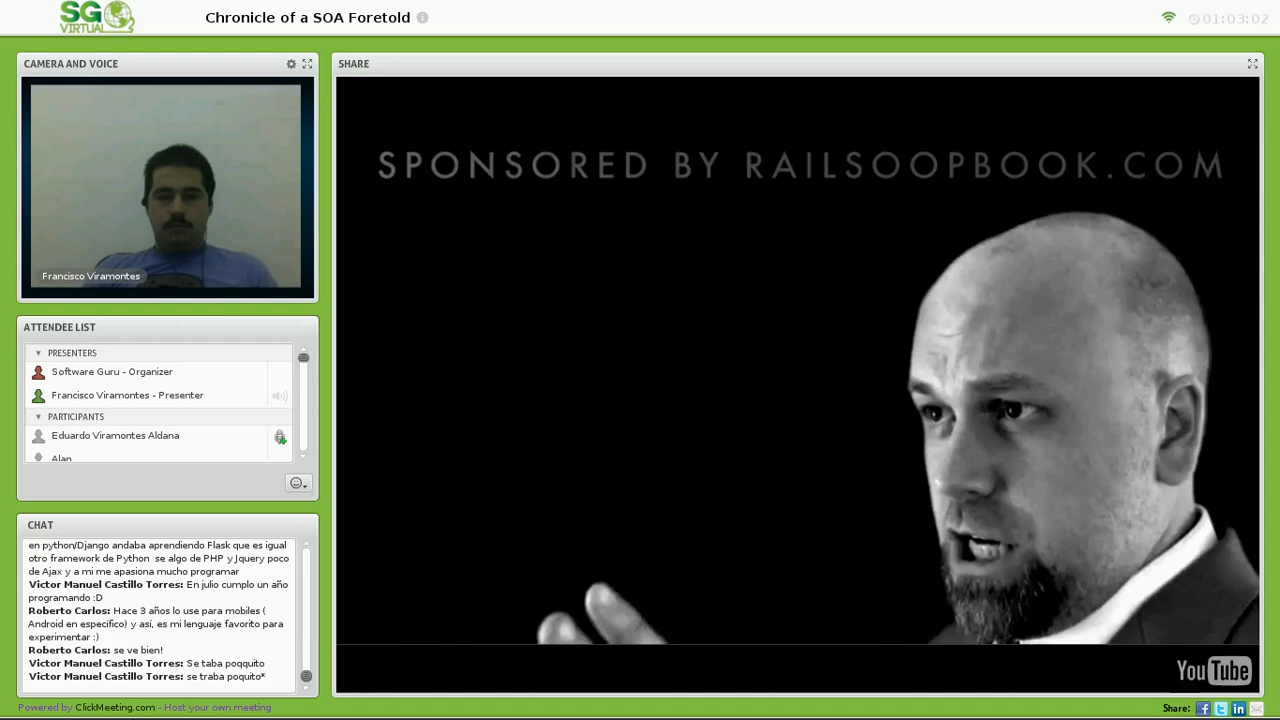 SG
VIRTUAL
Chronicle of a SOA Foretold
01:03:02
CAMERA AND VOICE
Francisco Viramontes
ATTENDEE LIST
PRESENTERS
Software Guru - Organizer
Francisco Viramontes - Presenter
PARTICIPANTS
Eduardo Viramontes Aldana
Alan
CHAT
en python/Django andaba aprendiendo Flask que es igual
otro framework de Python se algo de PHP y Jquery poco
de Ajax y a mi me apasiona mucho programar
Victor Manuel Castillo Torres: En julio cumplo un año
programando :D
Roberto Carlos: Hace 3 años lo use para mobiles (
Android en específico) y así, es mi lenguaje favorito para
experimentar :)
Roberto Carlos: se ve bien!
Victor Manuel Castillo Torres: Se taba poqquito
Victor Manuel Castillo Torres: se traba poquito*
Powered by ClickMeeting.com - Host your own meeting
SHARE
SPONSORED BY RAILSOOPBOOK.COM
YouTube
Share: